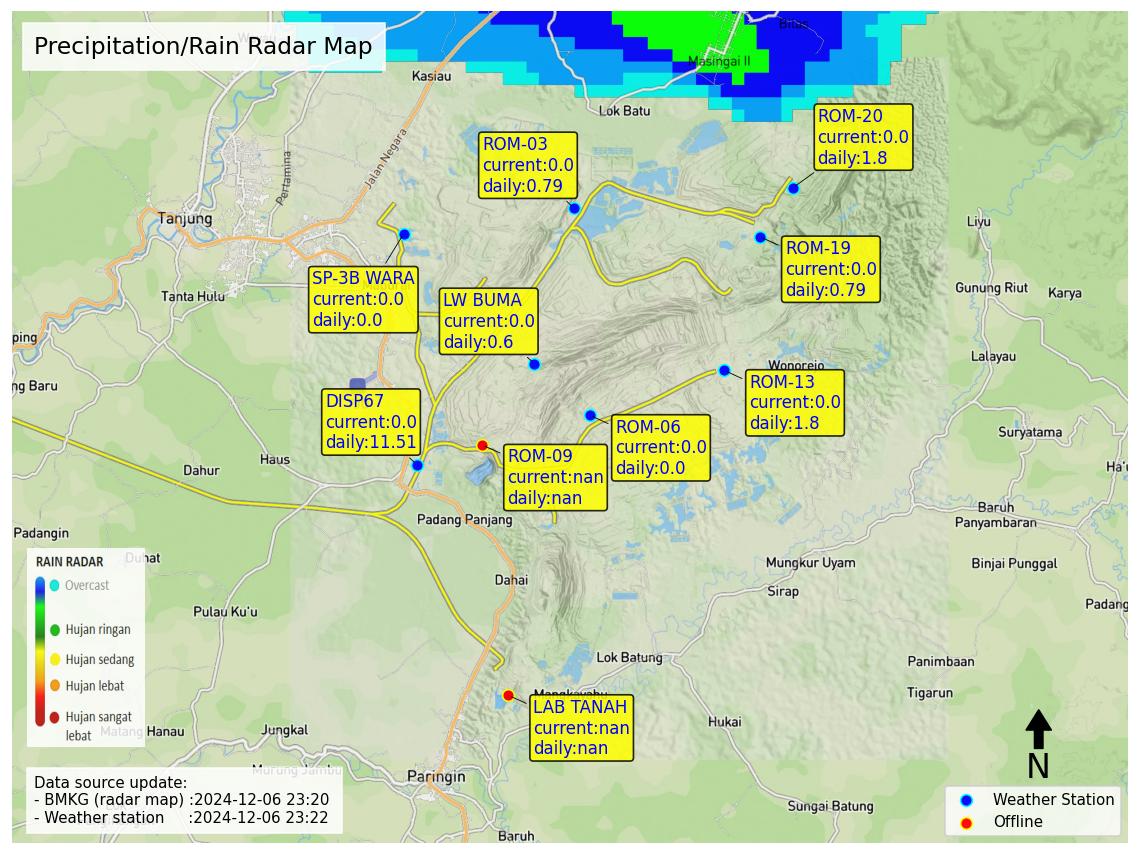 Precipitation/Rain Radar Map
Bitus
Masingai II
Kasiau
Lok Batu
Jalan Negara
Pertamina
ROM-20
current:0.0
daily:1.8
ROM-03
current:0.0
daily:0.79
Tanjung
Liyu
ROM-19
current:0.0
daily:0.79
SP-3B WARA
current:0.0
daily:0.0
Tanta Hulu
LW BUMA
current:0.0
daily:0.6
Gunung Riut
Karya
ping
Lalayau
Wonorejo
ng Baru
ROM-13
current:0.0
daily:1.8
DISP67
current:0.0
daily:11.51
ROM-06
current:0.0
daily:0.0
Suryatama
ROM-09
current:nan
daily:nan
Haus
Dahur
Ha'u
Baruh
Panyambaran
Padang Panjang
Padangin
Duhat
Mungkur Uyam
Binjai Punggal
Dahai
Sirap
Padang
Pulau Ku'u
RAIN RADAR
Overcast
Hujan ringan
Hujan sedang
Hujan lebat
Hujan sangat
lebat
Lok Batung
Panimbaan
Tigarun
Mangkayahu
LAB TANAH
current:nan
daily:nan
Hukai
Matang Hanau
Jungkal
Murung Jambu
Paringin
N
Data source update:
- BMKG (radar map) :2024-12-06 23:20
- Weather station :2024-12-06 23:22
Sungai Batung
Baruh
Weather Station
Offline